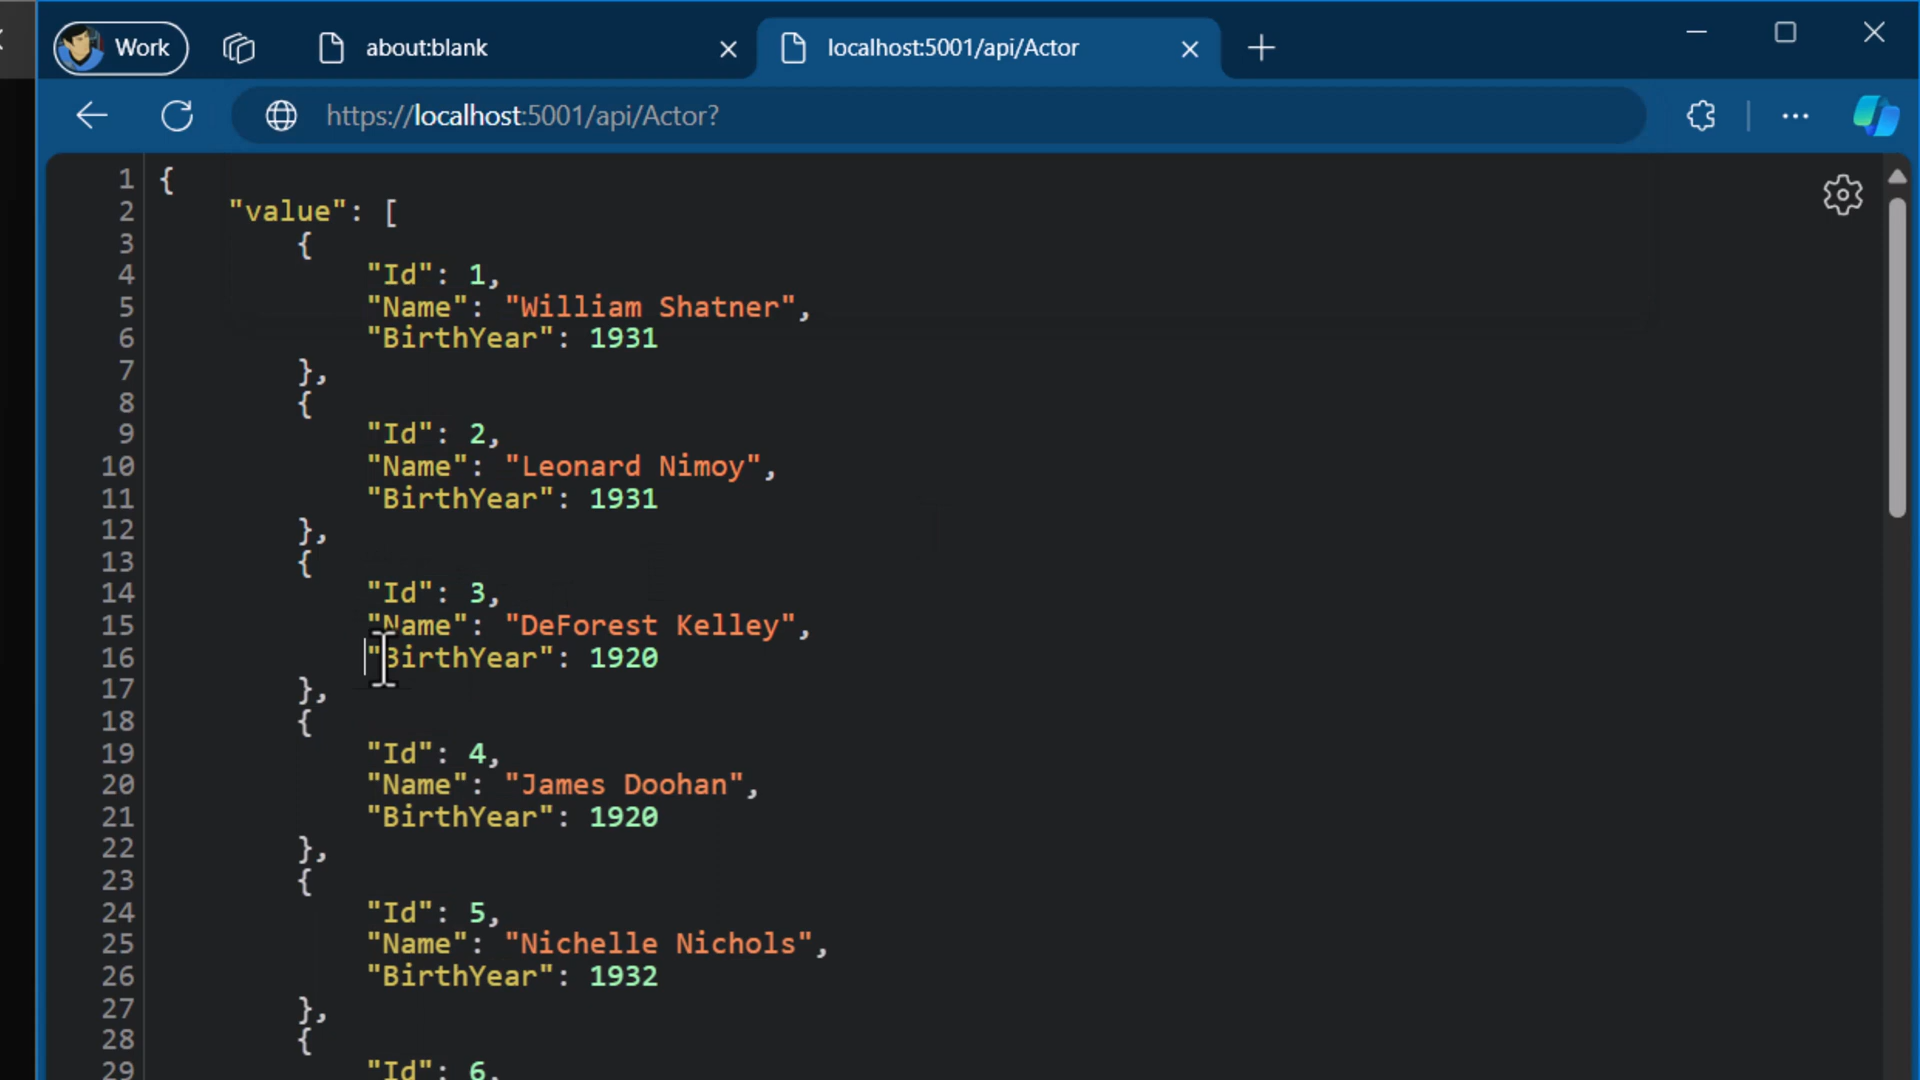 Work about:blank localhost:5001/api/Actor
https://localhost:5001/api/Actor?
1 {
2 "value": [
3 {
4 "Id": 1,
5 "Name": "William Shatner",
6 "BirthYear": 1931
7 },
8 {
9 "Id": 2,
10 "Name": "Leonard Nimoy",
11 "BirthYear": 1931
12 },
13 {
14 "Id": 3,
15 "Name": "DeForest Kelley",
16 "BirthYear": 1920
17 },
18 {
19 "Id": 4,
20 "Name": "James Doohan",
21 "BirthYear": 1920
22 },
23 {
24 "Id": 5,
25 "Name": "Nichelle Nichols",
26 "BirthYear": 1932
27 },
28 {
29 "Id": 6,